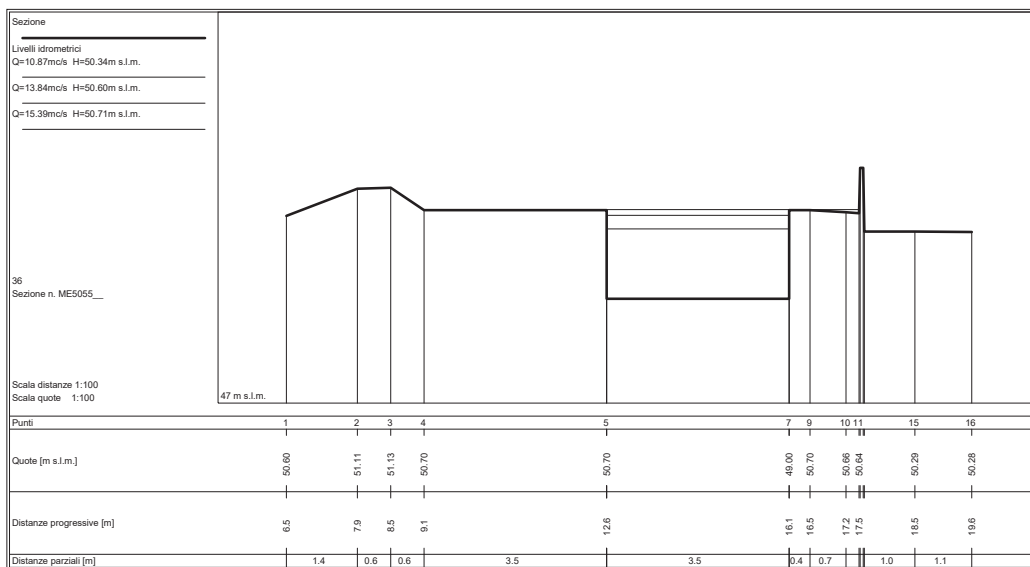 Sezione
Livelli idrometrici
Q=10.87mc/s H=50.34m s.l.m.
Q=13.84mc/s H=50.60m s.l.m.
Q=15.39mc/s H=50.71m s.l.m.
36
Sezione n. ME5055__
Scala distanze 1:100
Scala quote 1:100
47 m s.l.m.
Punti 1 2 3 4 5 7 9 10 11 15 16
Quote [m s.l.m.] 50.60 51.11 51.13 50.70 50.70 49.00 50.70 50.66 50.64 50.29 50.28
Distanze progressive [m] 6.5 7.9 8.5 9.1 12.6 16.1 16.5 17.2 17.5 18.5 19.6
Distanze parziali [m] 1.4 0.6 0.6 3.5 3.5 0.4 0.7 1.0 1.1